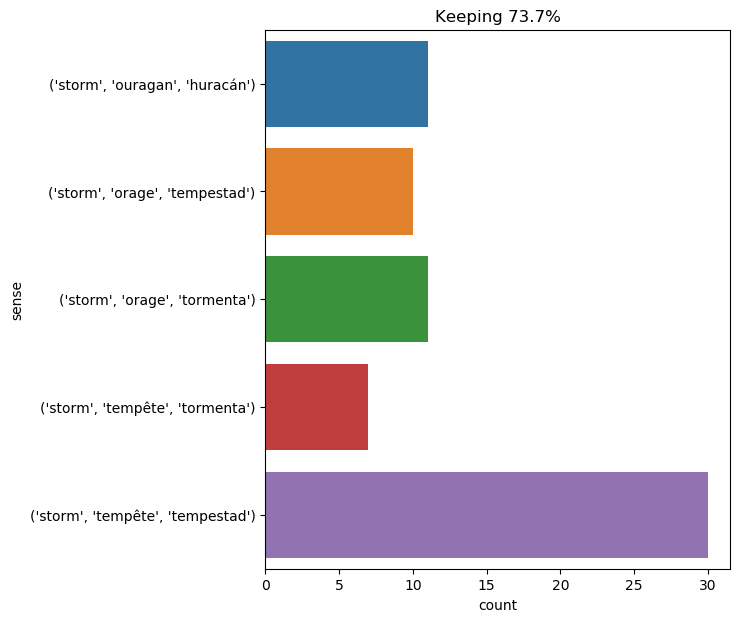 Keeping 73.7%
('storm', 'ouragan', 'huracán')
('storm', 'orage', 'tempestad')
('storm', 'orage', 'tormenta')
('storm', 'tempête', 'tormenta')
('storm', 'tempête', 'tempestad')
sense
0 5 10 15 20 25 30
count